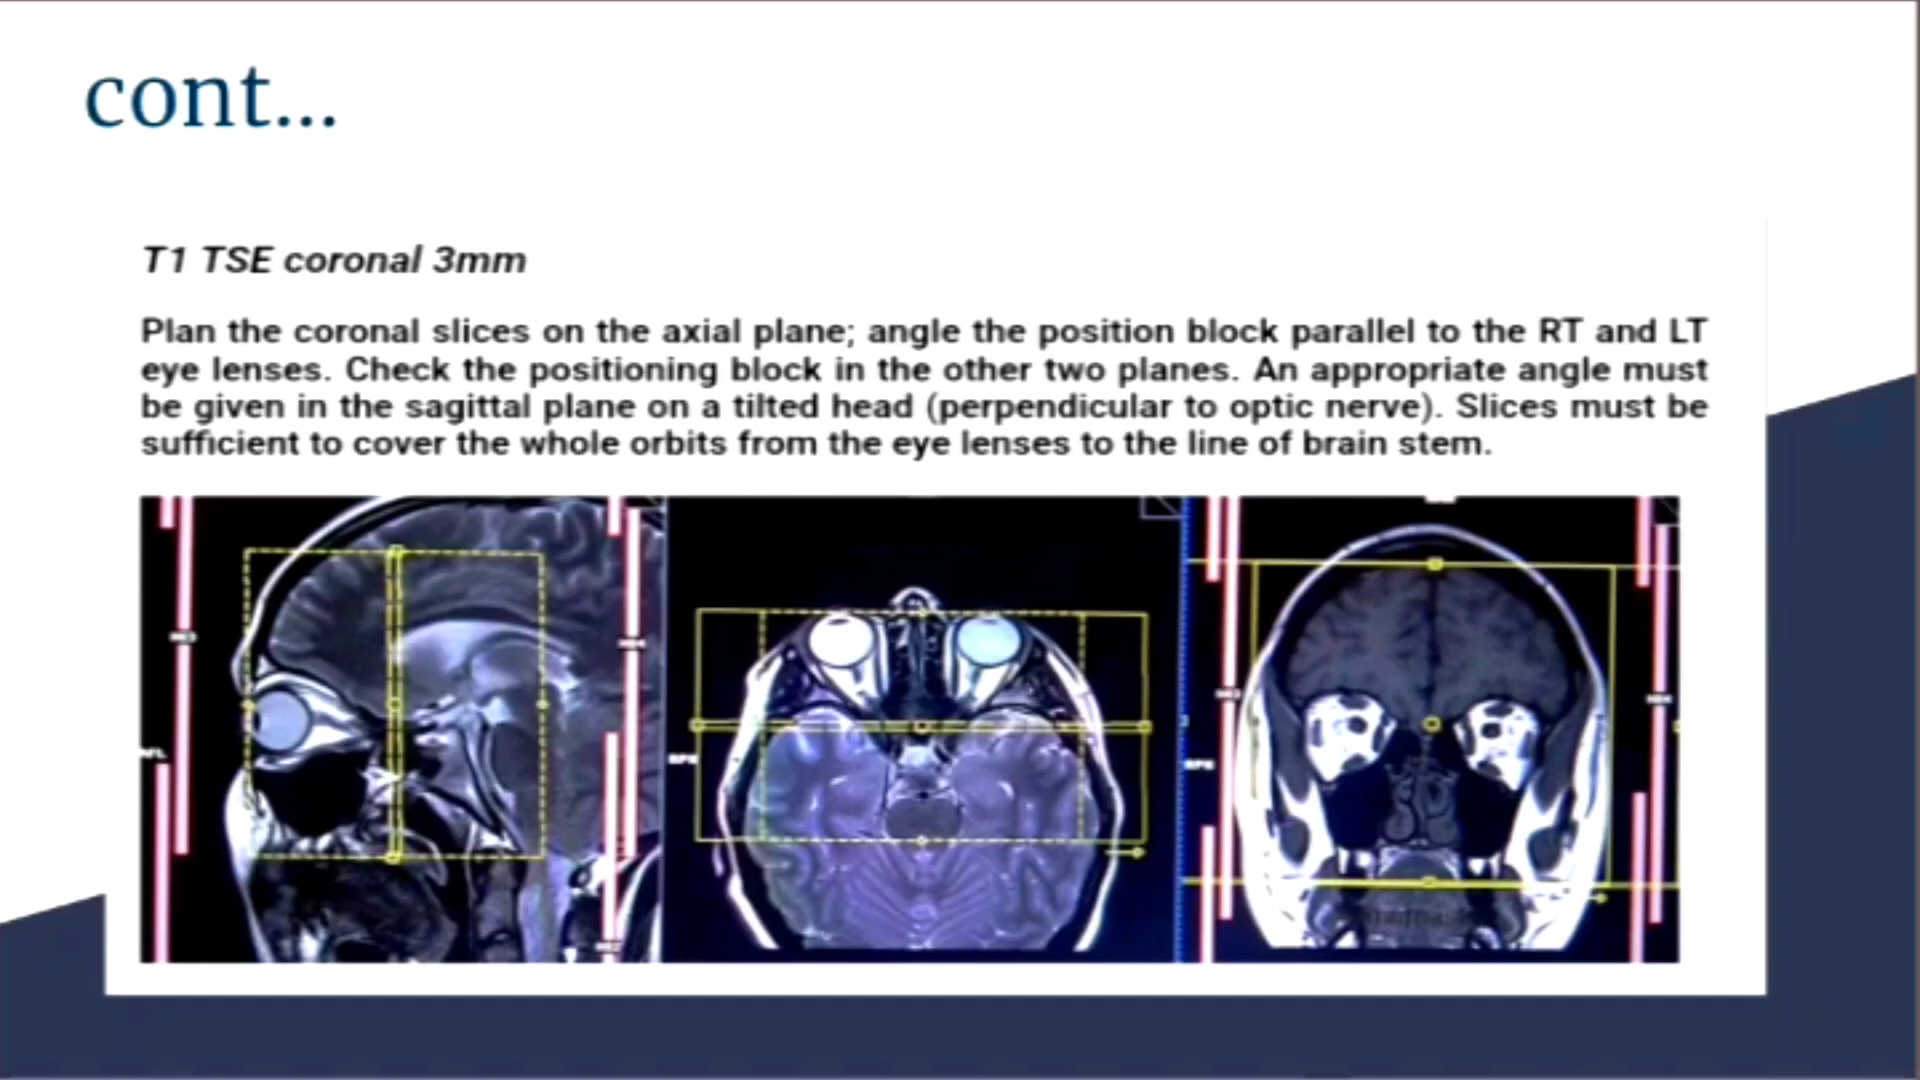 cont...
T1 TSE coronal 3mm
Plan the coronal slices on the axial plane; angle the position block parallel to the RT and LT
eye lenses. Check the positioning block in the other two planes. An appropriate angle must
be given in the sagittal plane on a tilted head (perpendicular to optic nerve). Slices must be
sufficient to cover the whole orbits from the eye lenses to the line of brain stem.